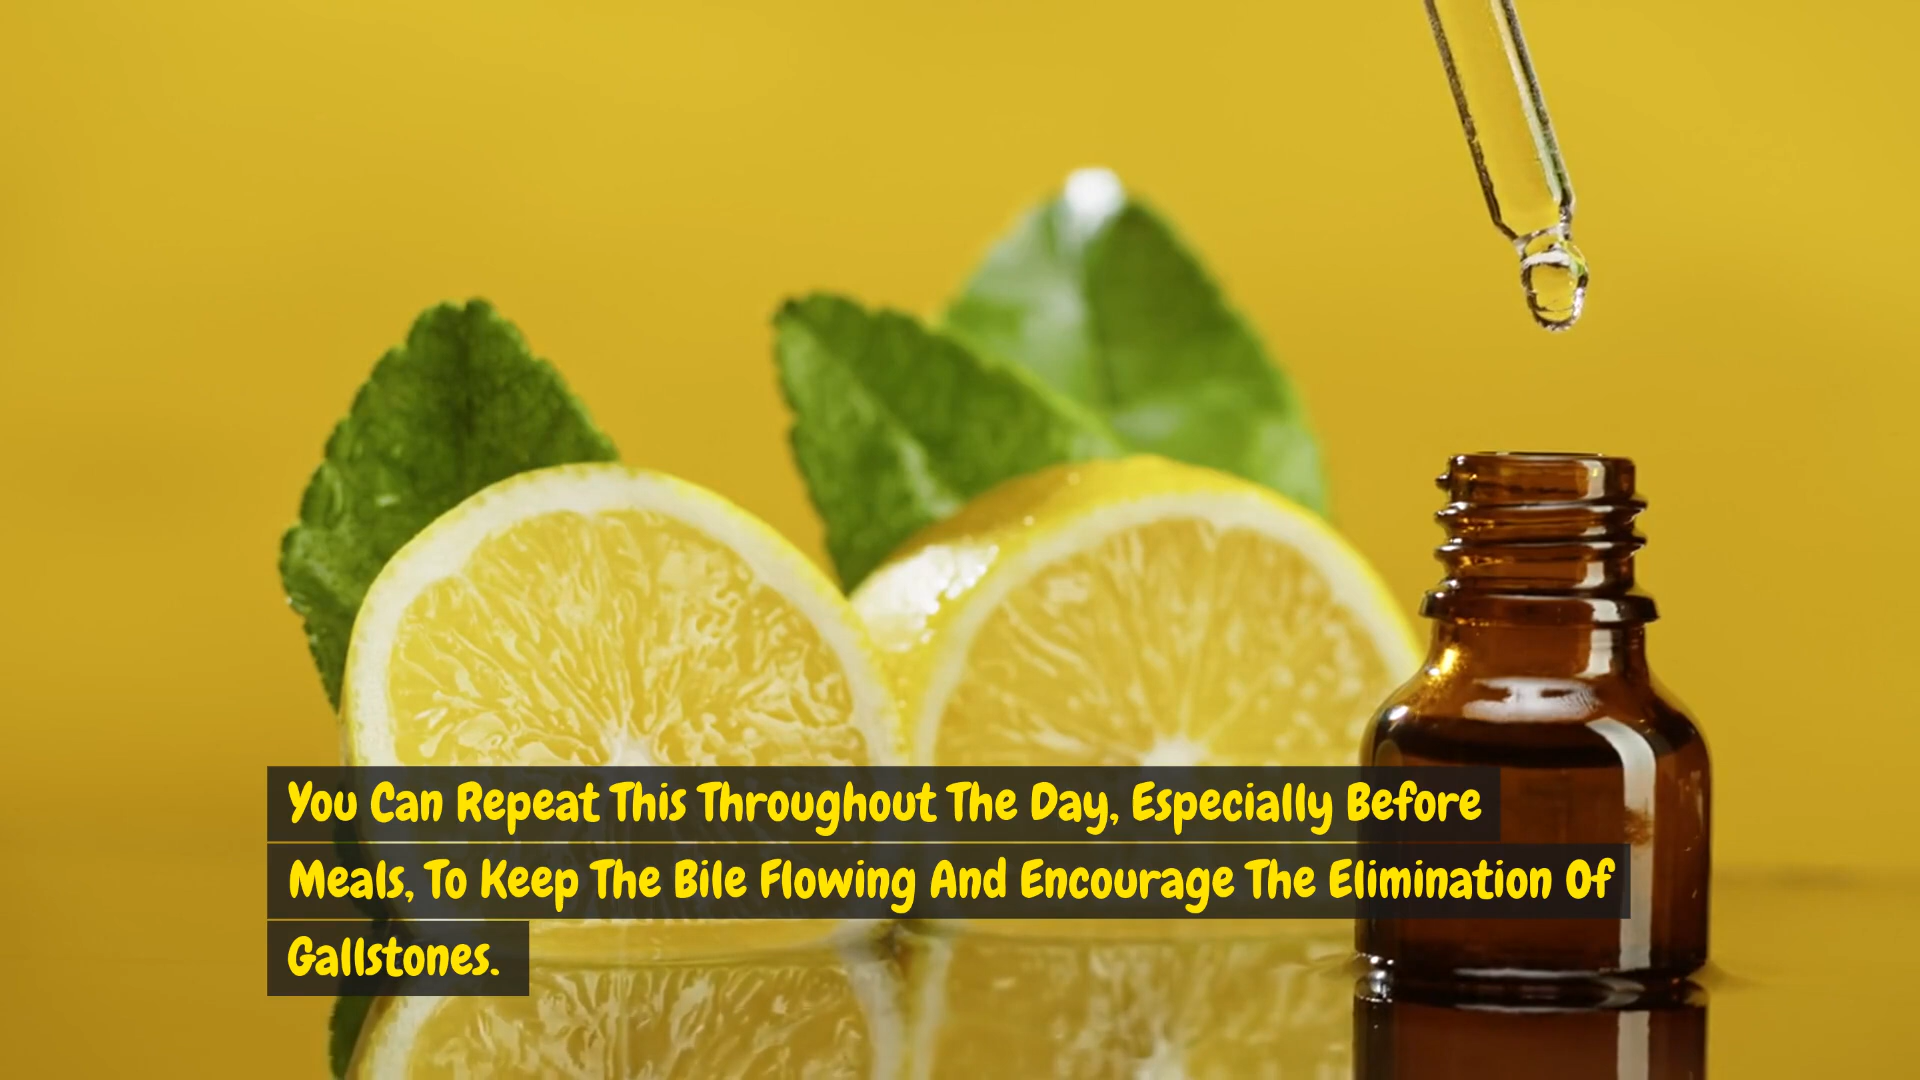 You Can Repeat This Throughout The Day, Especially Before
Meals, To Keep The Bile Flowing And Encourage The Elimination Of
Gallstones.